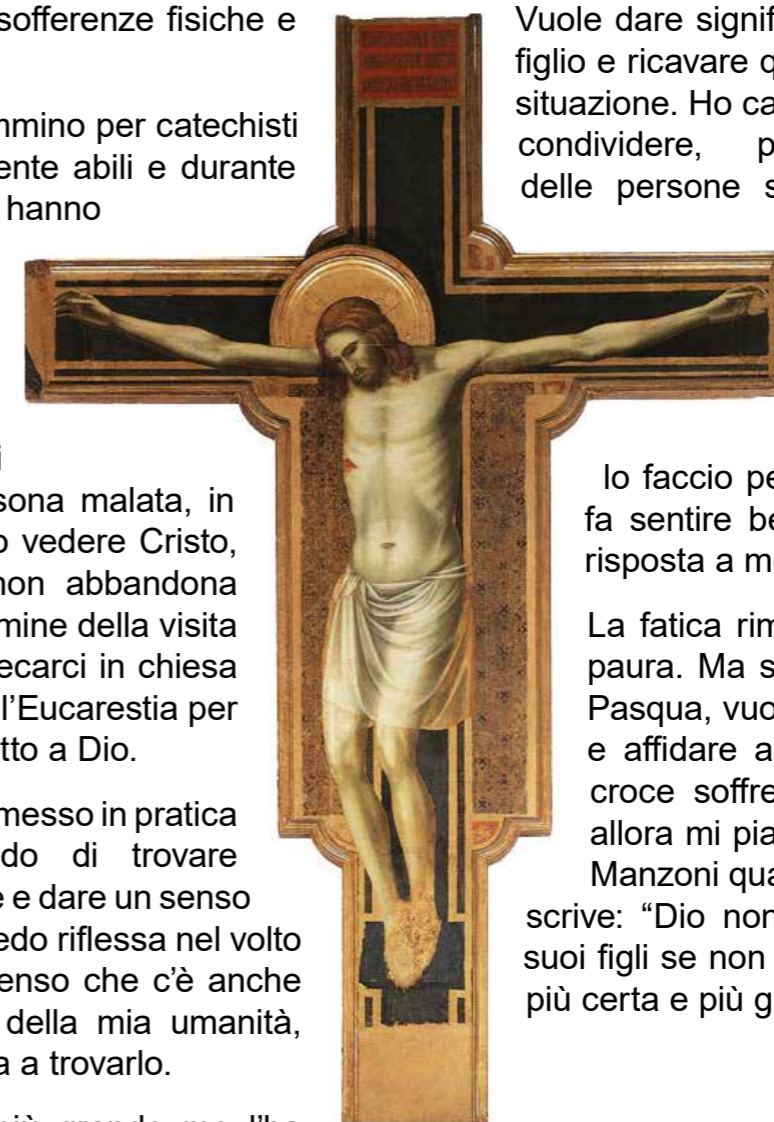 sofferenze fisiche e
mmino per catechisti
ente abili e durante
hanno
i
sona malata, in
vedere Cristo,
non abbandona
mine della visita
ecarci in chiesa
l’Eucarestia per
tto a Dio.
messo in pratica
do di trovare
e e dare un senso
edo riflessa nel volto
enso che c’è anche
della mia umanità,
a a trovarlo.
più grande me l’ha
Vuole dare signif
figlio e ricavare q
situazione. Ho ca
condividere, p
delle persone s
lo faccio pe
fa sentire be
risposta a m
La fatica rim
paura. Ma s
Pasqua, vuo
e affidare a
croce soffre
allora mi pia
Manzoni qua
scrive: “Dio non
suoi figli se non
più certa e più g